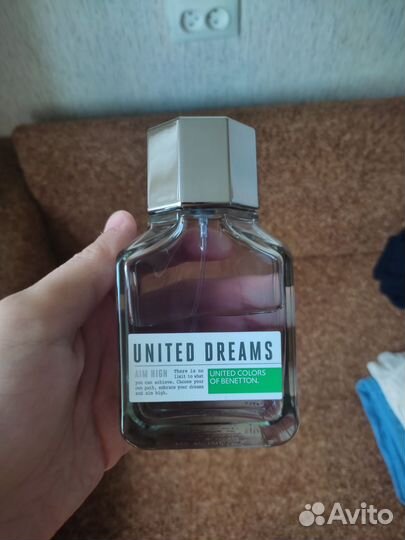 UNITED DREAMS
AIM HIGH There is no
limit to what
you can achieve. Choose your
own path, embrace your dreams
and aim high.
UNITED COLORS
OF BENETTON.
Avito